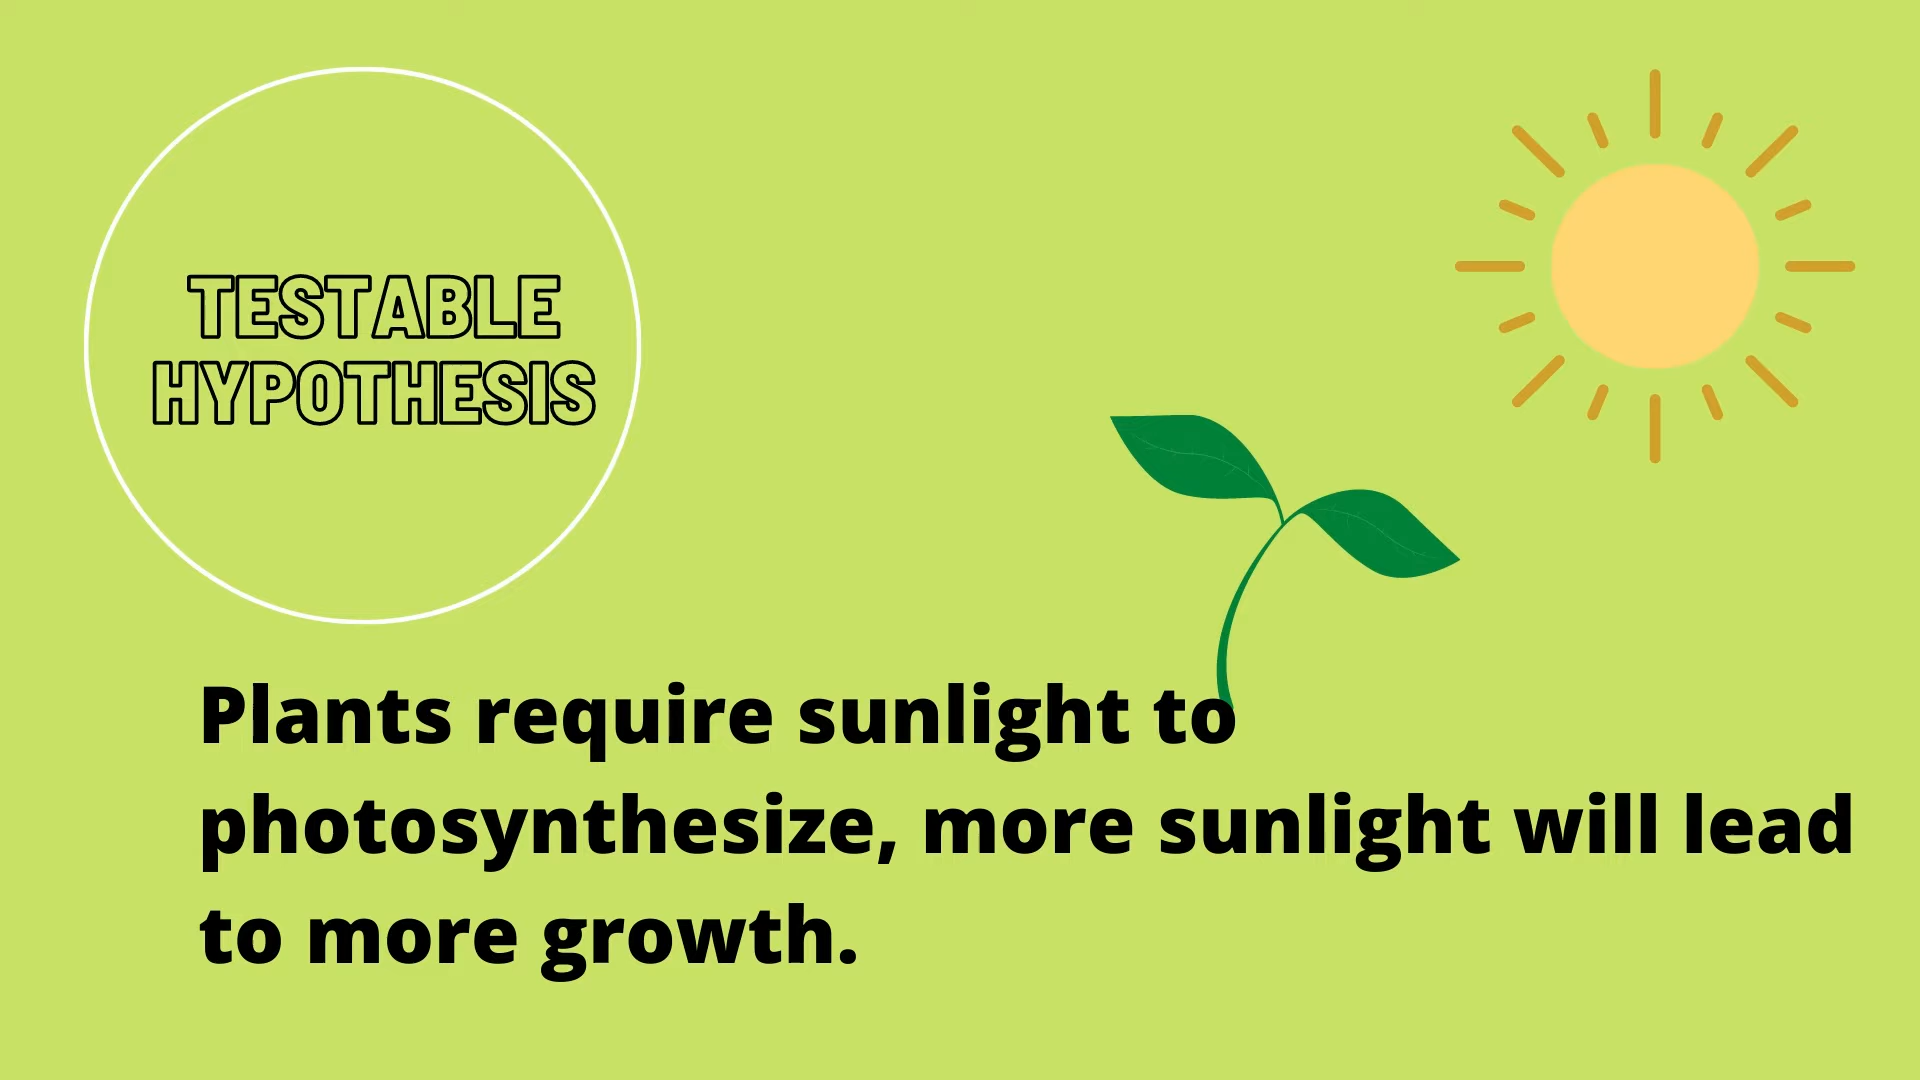 TESTABLE
HYPOTHESIS
Plants require sunlight to
photosynthesize, more sunlight will lead
to more growth.